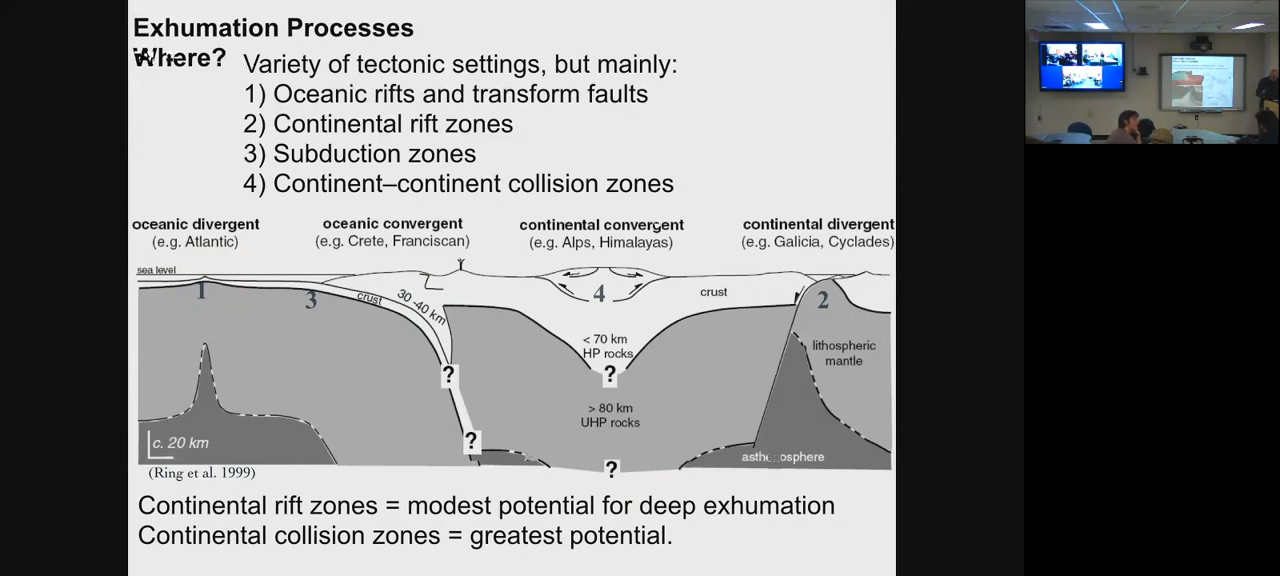 Exhumation Processes
Where?
Variety of tectonic settings, but mainly:
1) Oceanic rifts and transform faults
2) Continental rift zones
3) Subduction zones
4) Continent–continent collision zones
oceanic divergent
(e.g. Atlantic)
oceanic convergent
(e.g. Crete, Franciscan)
continental convergent
(e.g. Alps, Himalayas)
continental divergent
(e.g. Galicia, Cyclades)
sea level
1
3
crust
30 -40 km
4
crust
2
< 70 km
HP rocks
lithospheric
mantle
?
?
> 80 km
UHP rocks
?
c. 20 km
asthenosphere
?
(Ring et al. 1999)
Continental rift zones = modest potential for deep exhumation
Continental collision zones = greatest potential.